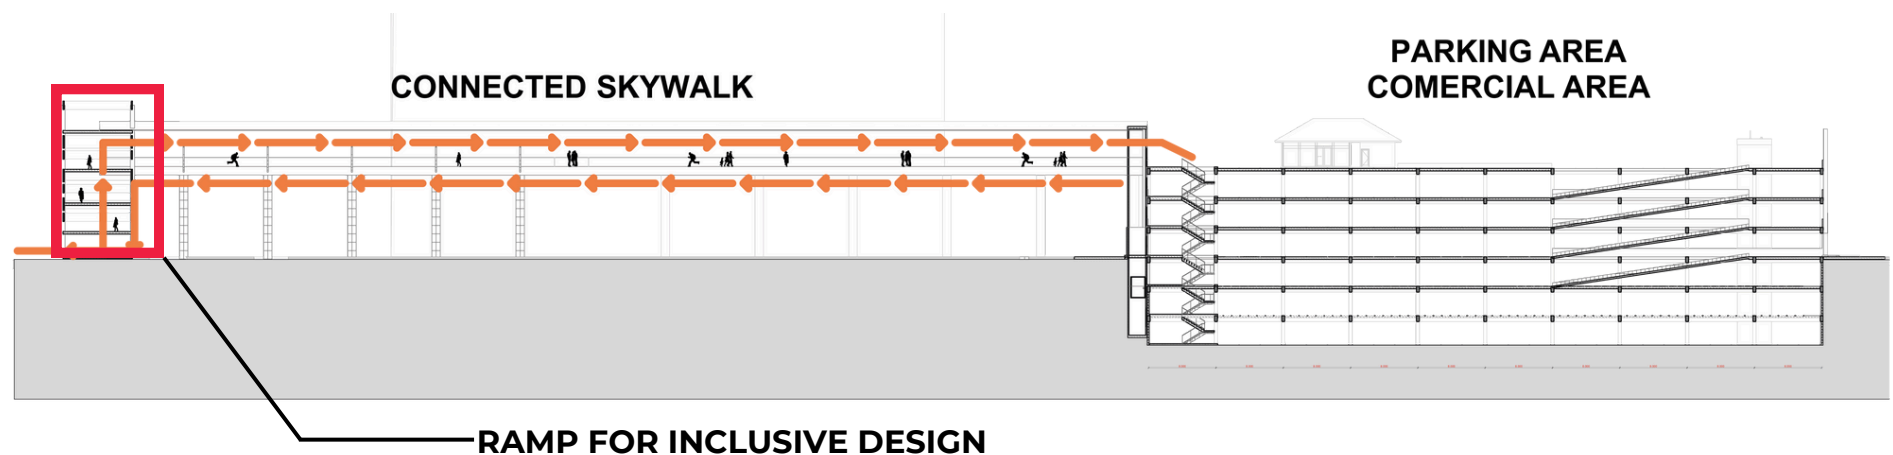 CONNECTED SKYWALK
PARKING AREA
COMERCIAL AREA
RAMP FOR INCLUSIVE DESIGN